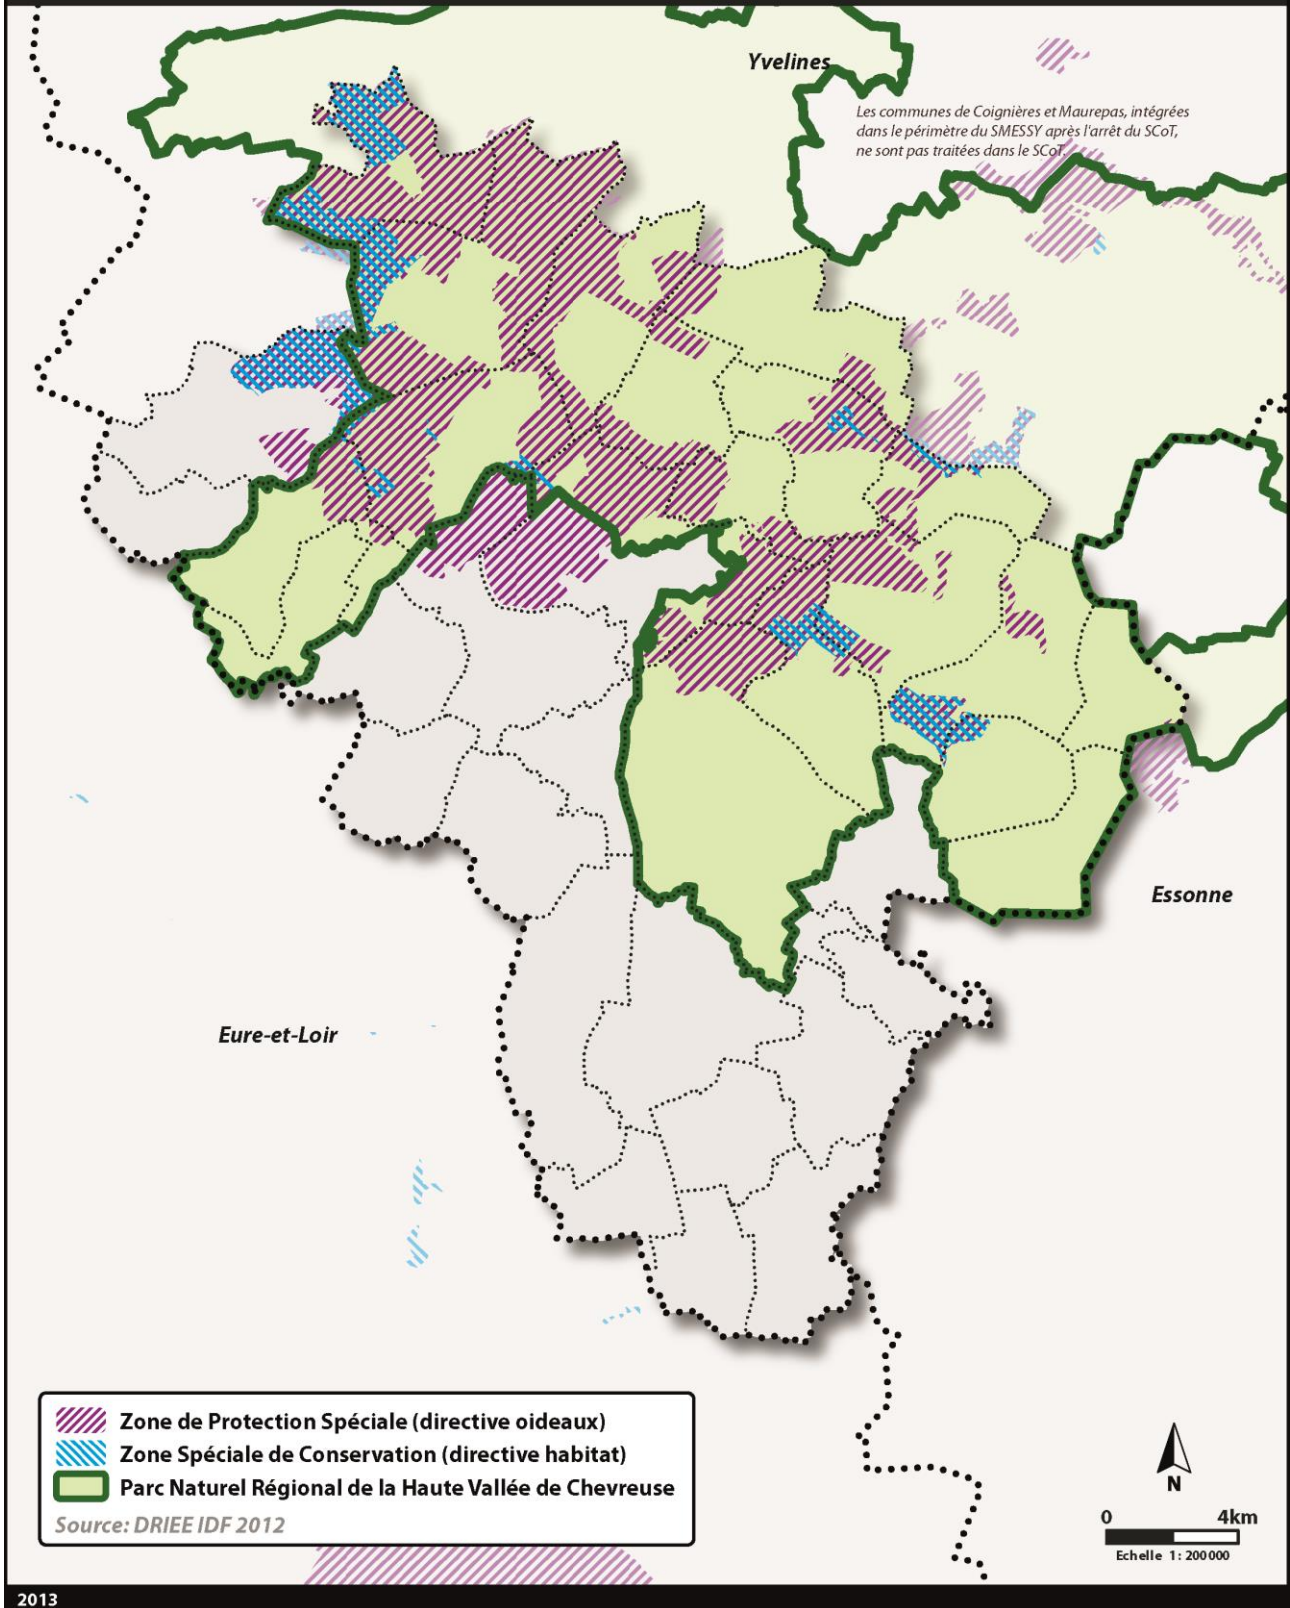 Yvelines
Les communes de Coignières et Maurepas, intégrées
dans le périmètre du SMESSY après l'arrêt du SCoT,
ne sont pas traitées dans le SCoT.
Essonne
Eure-et-Loir
Zone de Protection Spéciale (directive oideaux)
Zone Spéciale de Conservation (directive habitat)
Parc Naturel Régional de la Haute Vallée de Chevreuse
Source: DRIEE IDF 2012
N
0 4km
Echelle 1: 200 000
2013